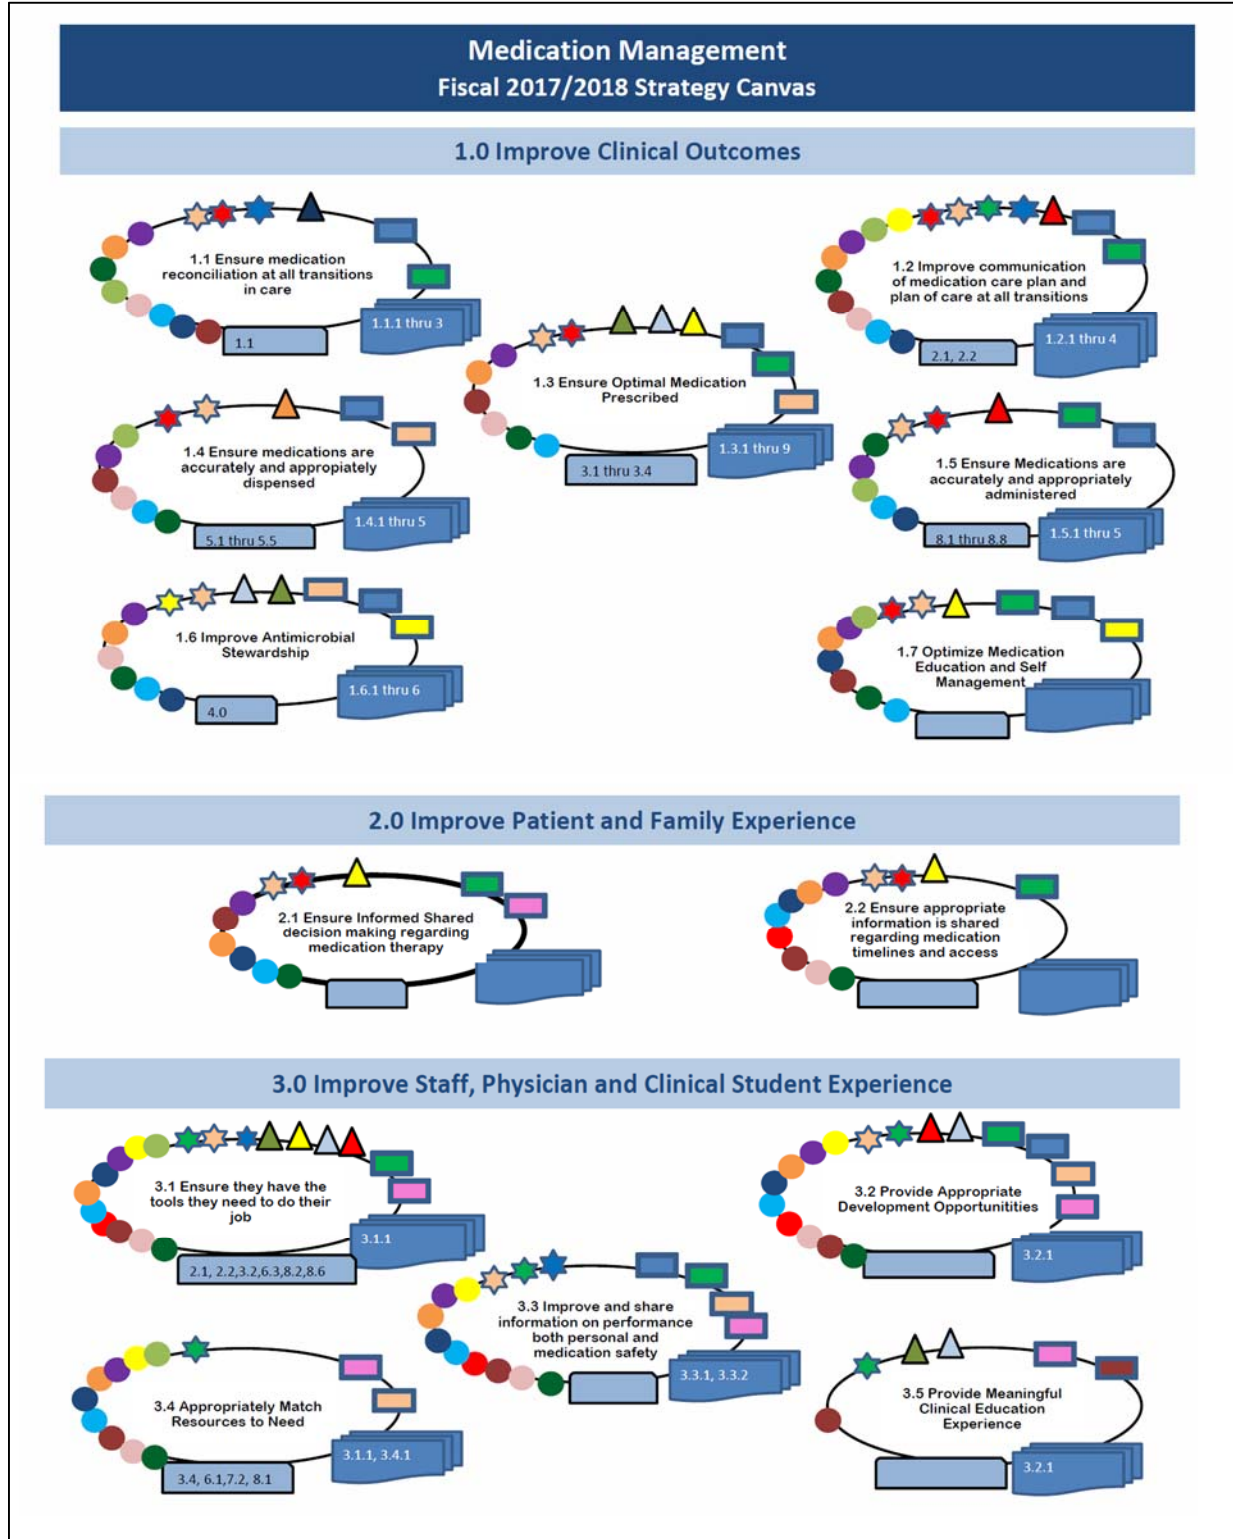 Medication Management
Fiscal 2017/2018 Strategy Canvas
1.0 Improve Clinical Outcomes
1.1 Ensure medication
reconciliation at all transitions
in care
1.1.1 thru 3
1.1
1.2 Improve communication
of medication care plan and
plan of care at all transitions
1.2.1 thru 4
2.1, 2.2
1.3 Ensure Optimal Medication
Prescribed
1.3.1 thru 9
3.1 thru 3.4
1.4 Ensure medications are
accurately and appropiately
dispensed
1.4.1 thru 5
5.1 thru 5.5
1.5 Ensure Medications are
accurately and appropriately
administered
1.5.1 thru 5
8.1 thru 8.8
1.6 Improve Antimicrobial
Stewardship
1.6.1 thru 6
4.0
1.7 Optimize Medication
Education and Self
Management
2.0 Improve Patient and Family Experience
2.1 Ensure Informed Shared
decision making regarding
medication therapy
2.2 Ensure appropriate
information is shared
regarding medication
timelines and access
3.0 Improve Staff, Physician and Clinical Student Experience
3.1 Ensure they have the
tools they need to do their
job
3.1.1
2.1, 2.2,3.2,6.3,8.2,8.6
3.2 Provide Appropriate
Development Opportunitities
3.2.1
3.3 Improve and share
information on performance
both personal and
medication safety
3.3.1, 3.3.2
3.4 Appropriately Match
Resources to Need
3.1.1, 3.4.1
3.4, 6.1,7.2, 8.1
3.5 Provide Meaningful
Clinical Education
Experience
3.2.1